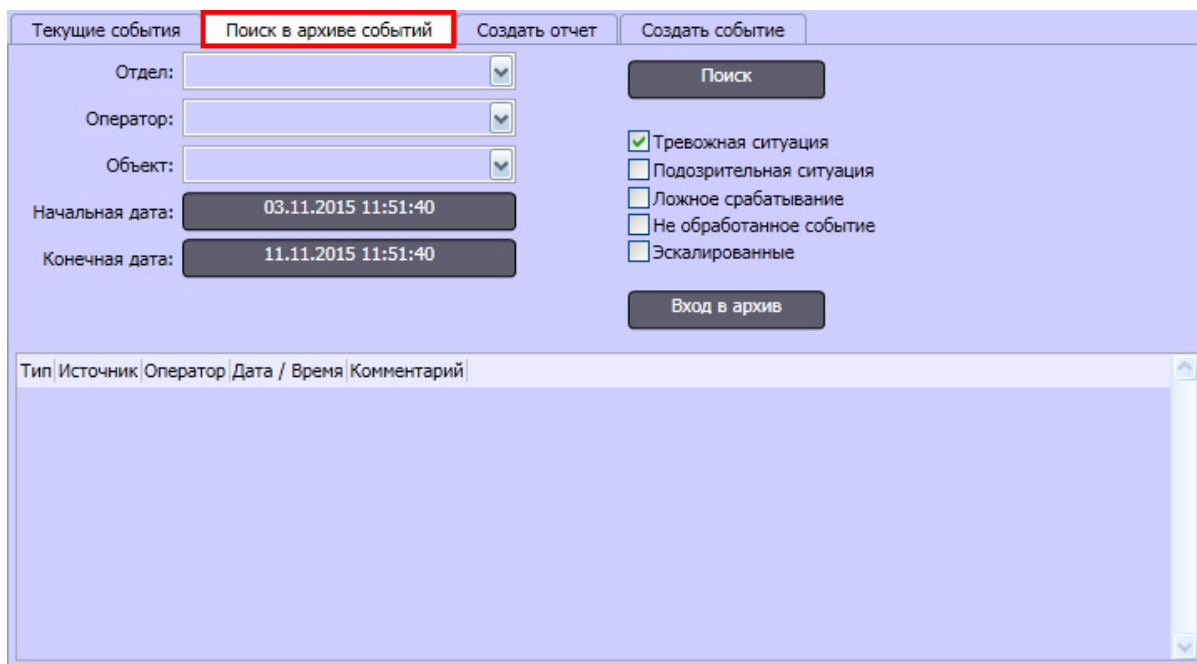 Текущие события Поиск в архиве событий Создать отчет Создать событие
Отдел: Поиск
Оператор:
Тревожная ситуация
Объект: Подозрительная ситуация
Ложное срабатывание
Начальная дата: 03.11.2015 11:51:40
Не обработанное событие
Конечная дата: 11.11.2015 11:51:40 Эскалированные
Вход в архив
Тип Источник Оператор Дата / Время Комментарий